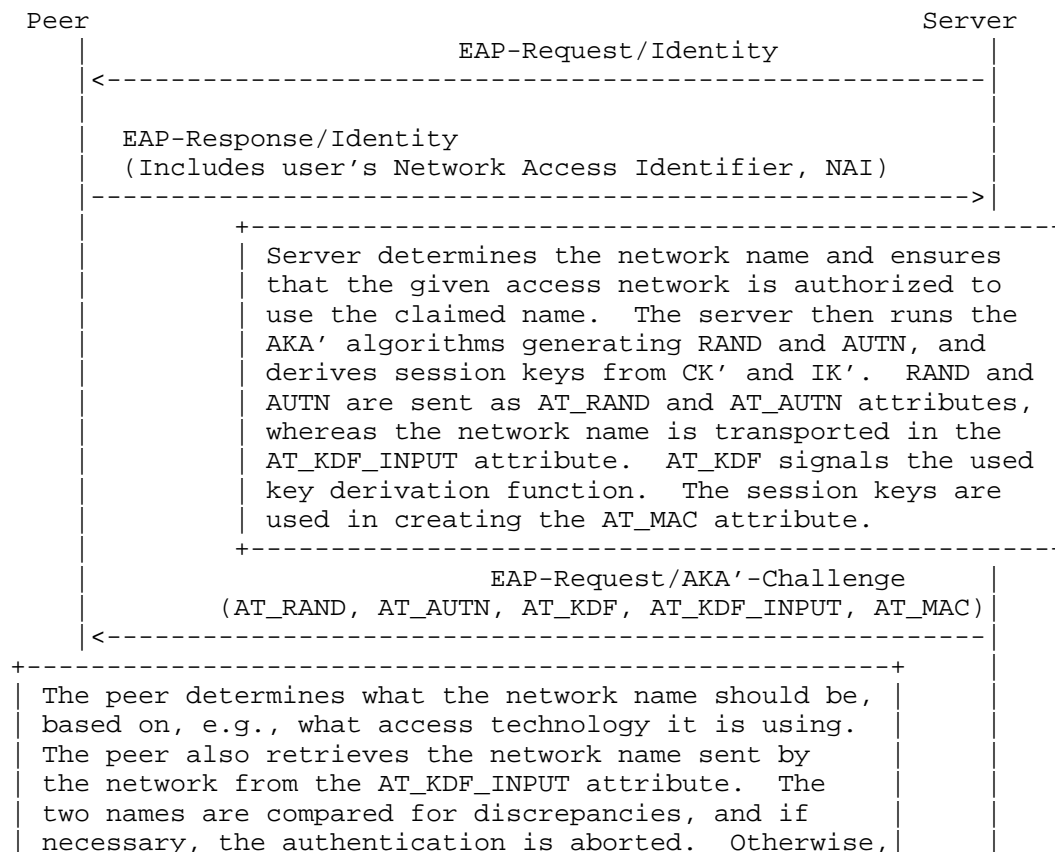 Peer Server
EAP-Request/Identity
EAP-Response/Identity
(Includes user's Network Access Identifier, NAI)
Server determines the network name and ensures
that the given access network is authorized to
use the claimed name.  The server then runs the
AKA' algorithms generating RAND and AUTN, and
derives session keys from CK' and IK'.  RAND and
AUTN are sent as AT_RAND and AT_AUTN attributes,
whereas the network name is transported in the
AT_KDF_INPUT attribute.  AT_KDF signals the used
key derivation function.  The session keys are
used in creating the AT_MAC attribute.
EAP-Request/AKA'-Challenge
(AT_RAND, AT_AUTN, AT_KDF, AT_KDF_INPUT, AT_MAC)
The peer determines what the network name should be,
based on, e.g., what access technology it is using.
The peer also retrieves the network name sent by
the network from the AT_KDF_INPUT attribute.  The
two names are compared for discrepancies, and if
necessary, the authentication is aborted.  Otherwise,